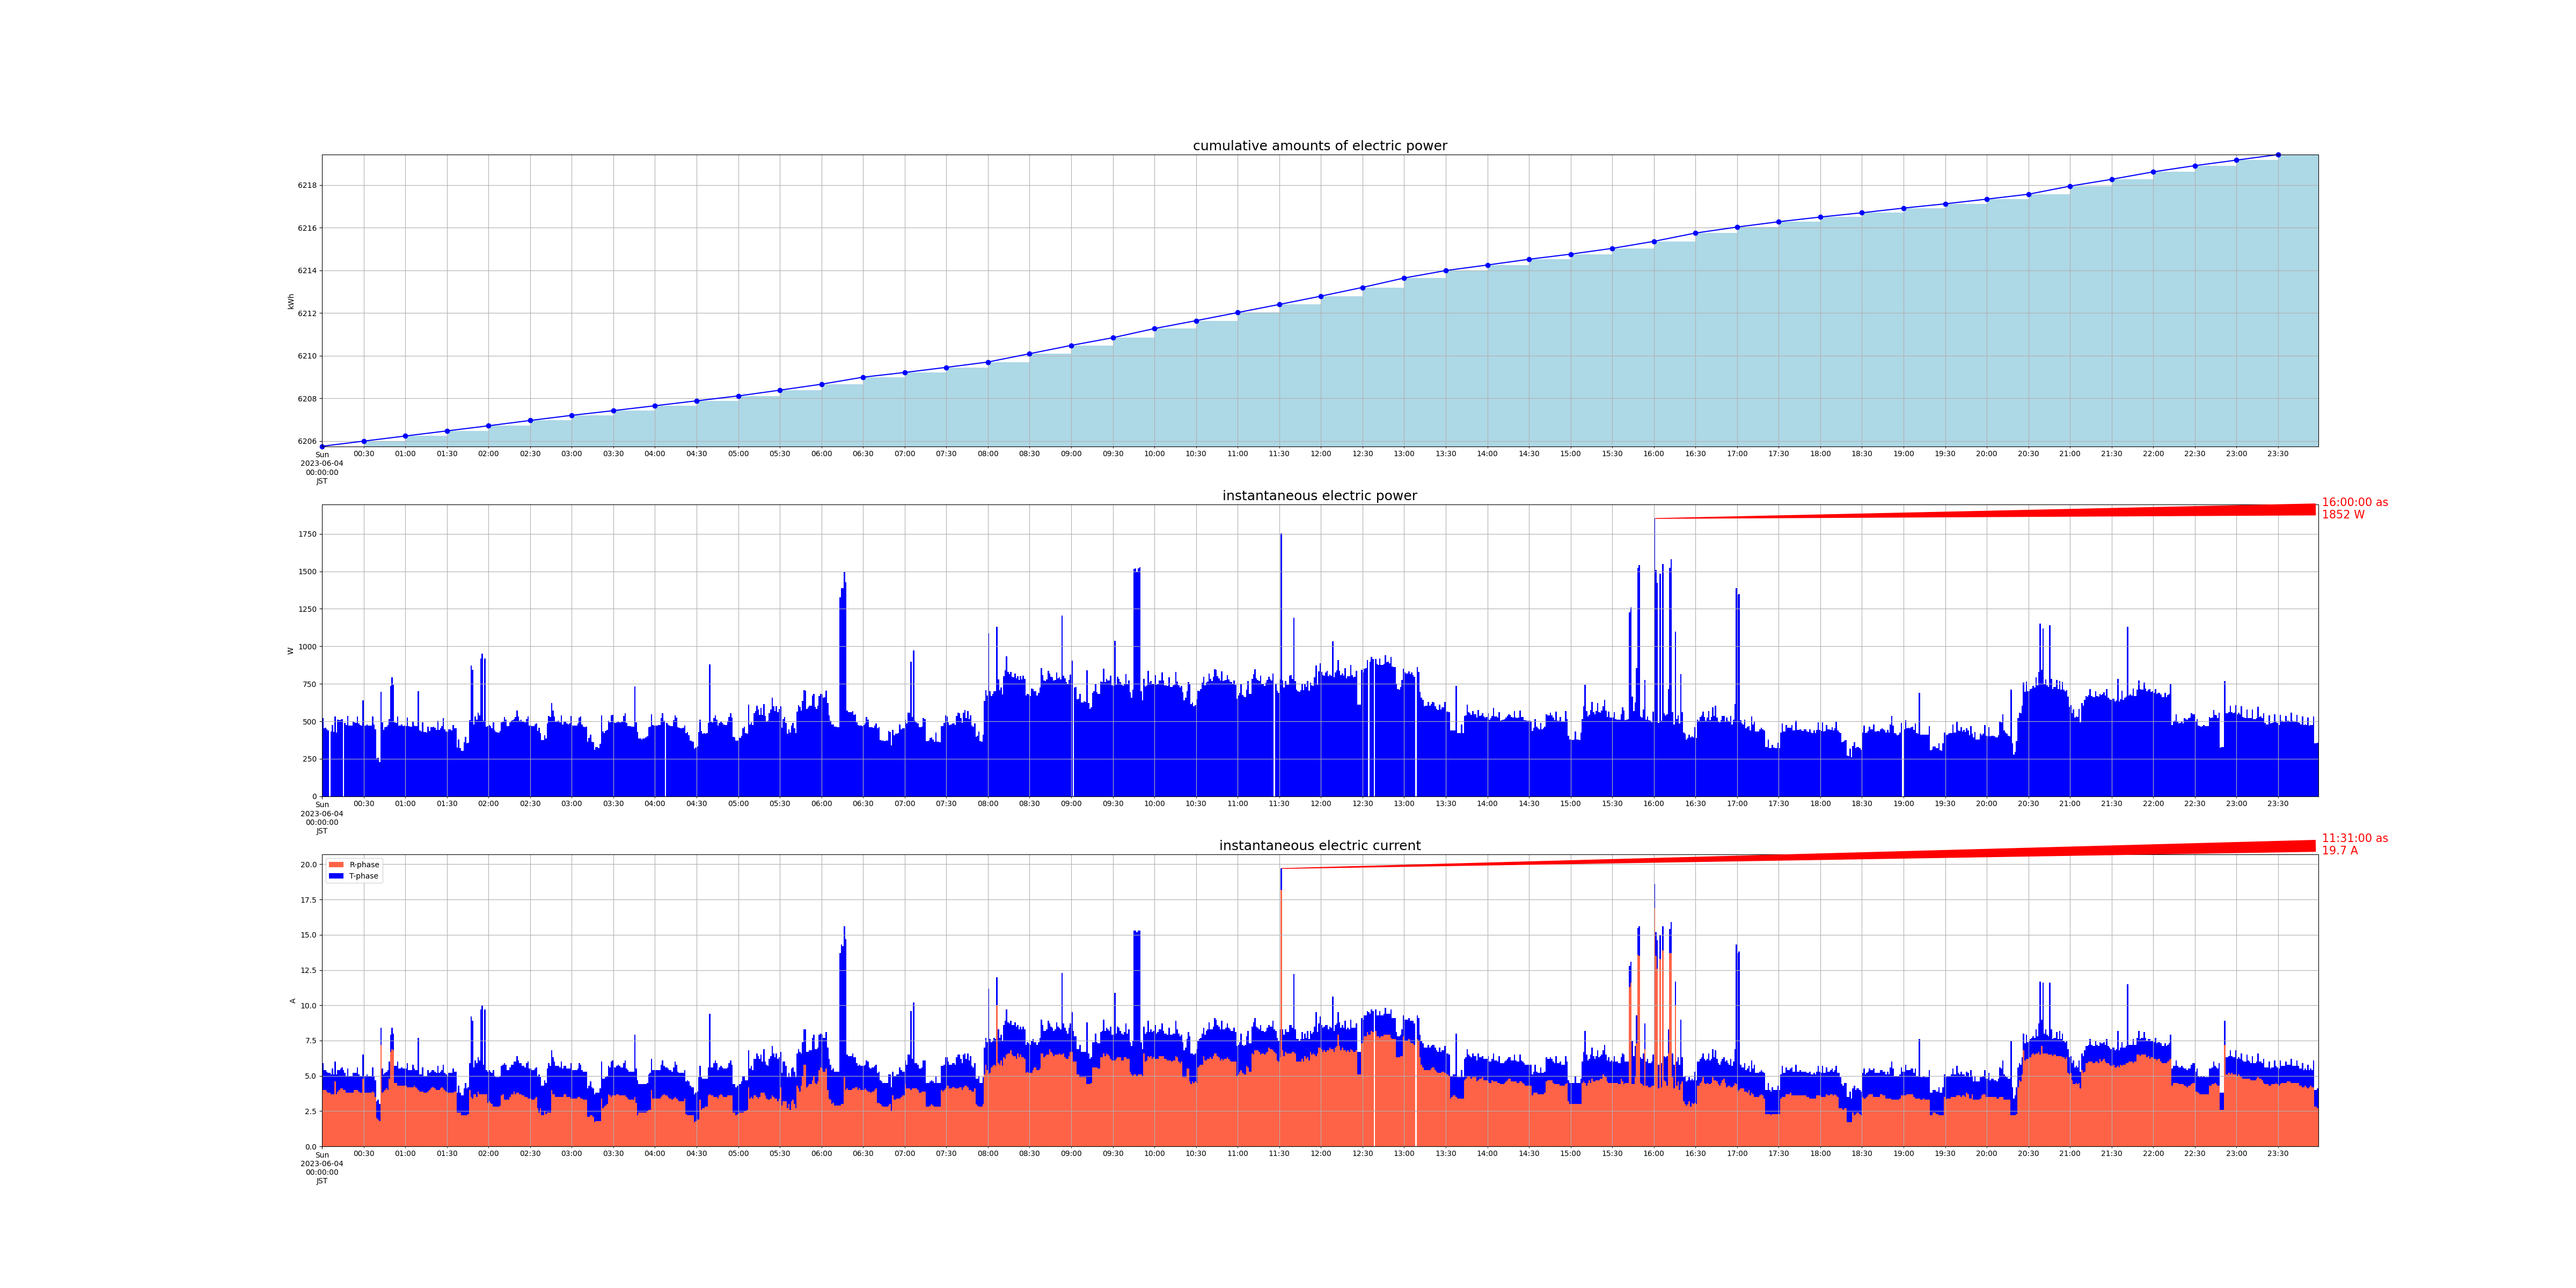 cumulative amounts of electric power
kWh
6218
6216
6214
6212
6210
6208
6206
Sun
2023-06-04
00:00:00
JST
00:30 01:00 01:30 02:00 02:30 03:00 03:30 04:00 04:30 05:00 05:30 06:00 06:30 07:00 07:30 08:00 08:30 09:00 09:30 10:00 10:30 11:00 11:30 12:00 12:30 13:00 13:30 14:00 14:30 15:00 15:30 16:00 16:30 17:00 17:30 18:00 18:30 19:00 19:30 20:00 20:30 21:00 21:30 22:00 22:30 23:00 23:30
instantaneous electric power
16:00:00 as
1852 W
W
1750
1500
1250
1000
750
500
250
0
Sun
2023-06-04
00:00:00
JST
00:30 01:00 01:30 02:00 02:30 03:00 03:30 04:00 04:30 05:00 05:30 06:00 06:30 07:00 07:30 08:00 08:30 09:00 09:30 10:00 10:30 11:00 11:30 12:00 12:30 13:00 13:30 14:00 14:30 15:00 15:30 16:00 16:30 17:00 17:30 18:00 18:30 19:00 19:30 20:00 20:30 21:00 21:30 22:00 22:30 23:00 23:30
instantaneous electric current
11:31:00 as
19.7 A
R-phase
T-phase
A
20.0
17.5
15.0
12.5
10.0
7.5
5.0
2.5
0.0
Sun
2023-06-04
00:00:00
JST
00:30 01:00 01:30 02:00 02:30 03:00 03:30 04:00 04:30 05:00 05:30 06:00 06:30 07:00 07:30 08:00 08:30 09:00 09:30 10:00 10:30 11:00 11:30 12:00 12:30 13:00 13:30 14:00 14:30 15:00 15:30 16:00 16:30 17:00 17:30 18:00 18:30 19:00 19:30 20:00 20:30 21:00 21:30 22:00 22:30 23:00 23:30